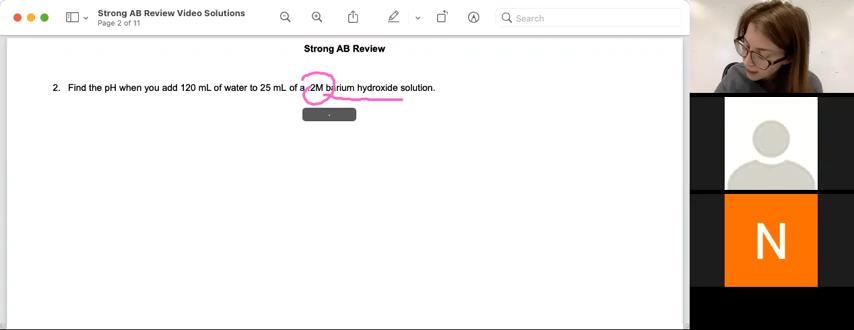 Strong AB Review Video Solutions
Page 2 of 11
Search
Strong AB Review
2. Find the pH when you add 120 mL of water to 25 mL of a .2M barium hydroxide solution.
N